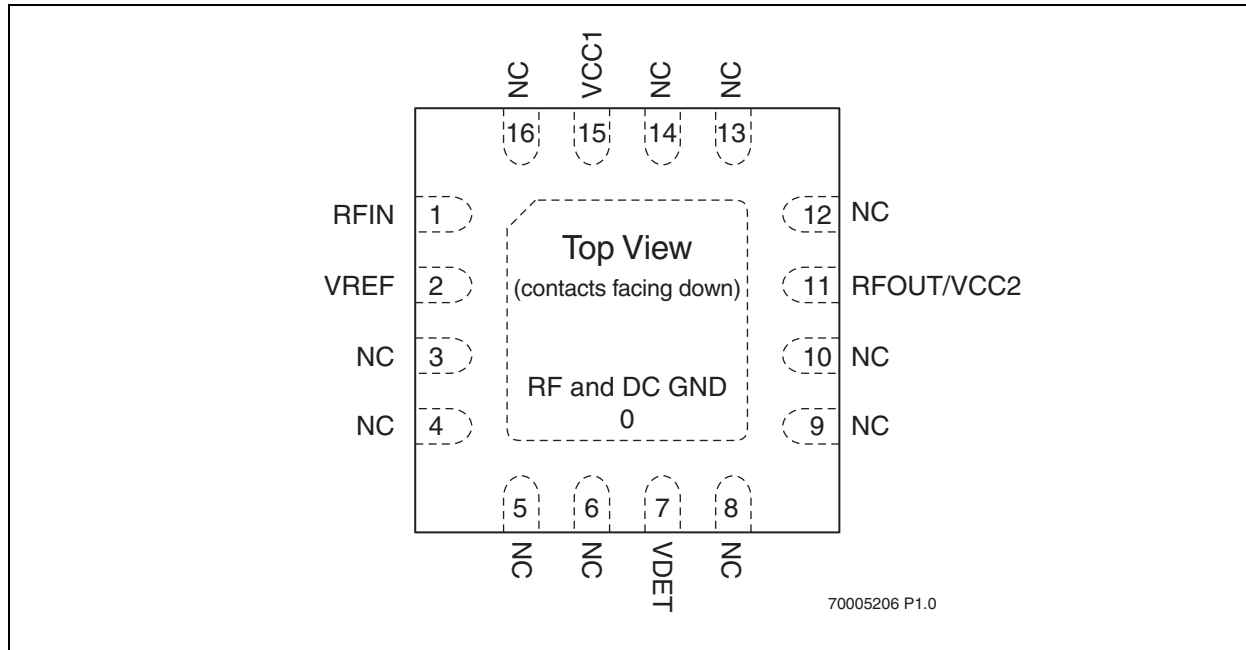 NC
VCC1
NC
NC
16
15
14
13
RFIN 1
12 NC
Top View
VREF 2
(contacts facing down)
11 RFOUT/VCC2
NC 3
10 NC
RF and DC GND
0
NC 4
9 NC
5
6
7
8
NC
NC
VDET
NC
70005206 P1.0